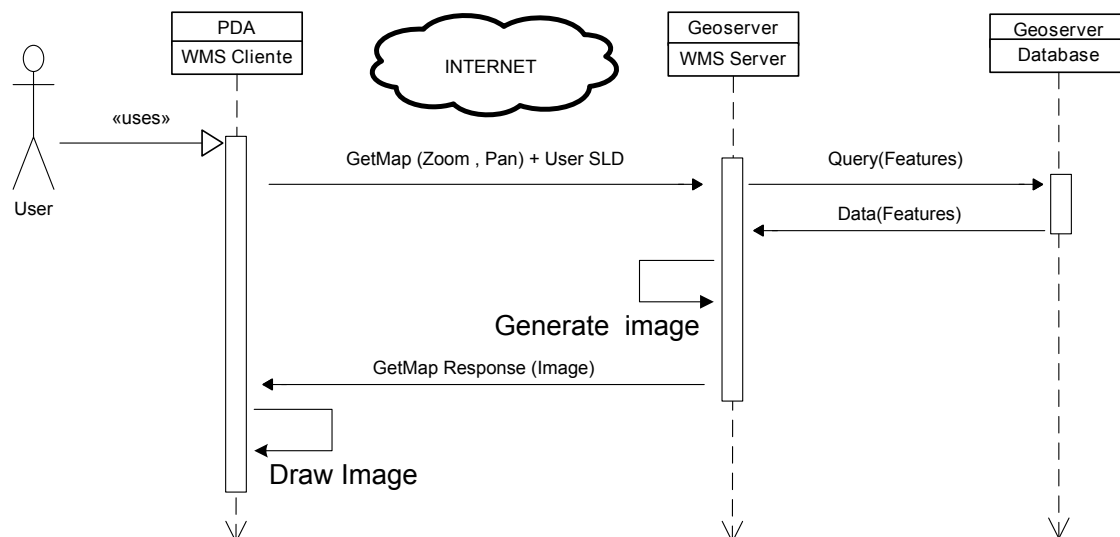 PDA
WMS Cliente
INTERNET
Geoserver
WMS Server
Geoserver
Database
«uses»
User
GetMap (Zoom , Pan) + User SLD
Query(Features)
Data(Features)
Generate image
GetMap Response (Image)
Draw Image